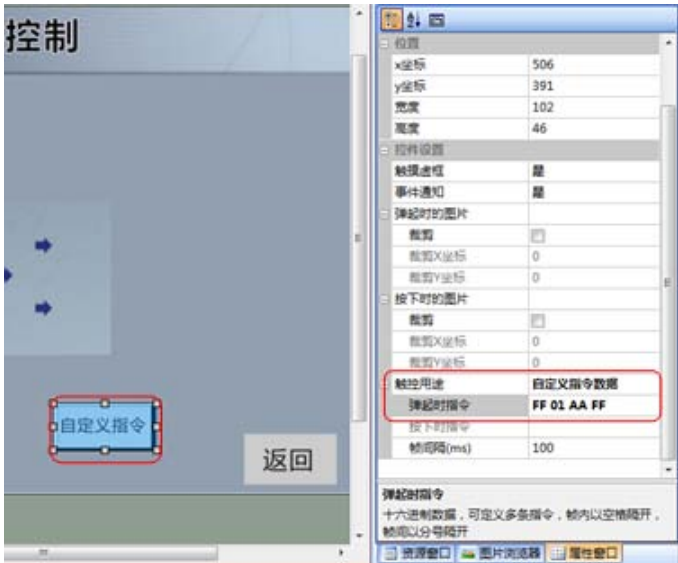 控制
自定义指令
返回
位置
x坐标 506
y坐标 391
宽度 102
高度 46
控件设置
触摸虚框 是
事件通知 是
弹起时的图片
裁剪
裁剪X坐标 0
裁剪Y坐标 0
按下时的图片
裁剪
裁剪X坐标 0
裁剪Y坐标 0
触控用途 自定义指令数据
弹起时指令 FF 01 AA FF
按下时指令
帧间隔(ms) 100
弹起时指令
十六进制数据，可定义多条指令，帧内以空格隔开，
帧间以分号隔开
资源窗口 图片浏览器 属性窗口